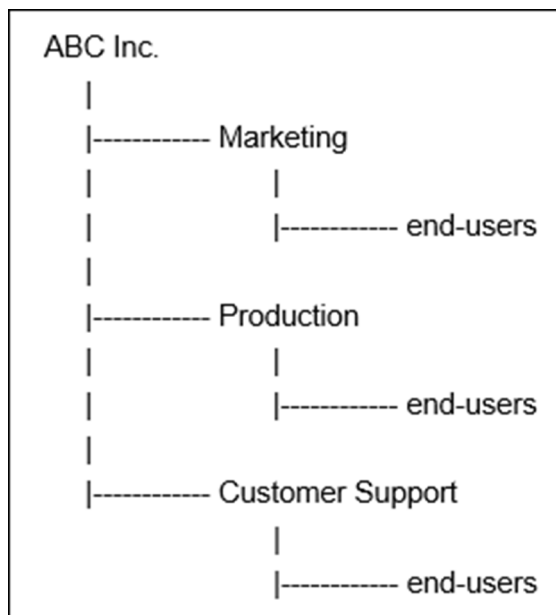 ABC Inc.
|
|------------ Marketing
| |
| |------------ end-users
|
|------------ Production
| |
| |------------ end-users
|
|------------ Customer Support
|
|------------ end-users